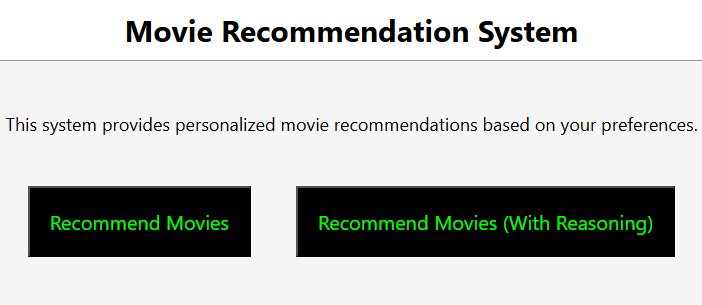 Movie Recommendation System
This system provides personalized movie recommendations based on your preferences.
Recommend Movies
Recommend Movies (With Reasoning)